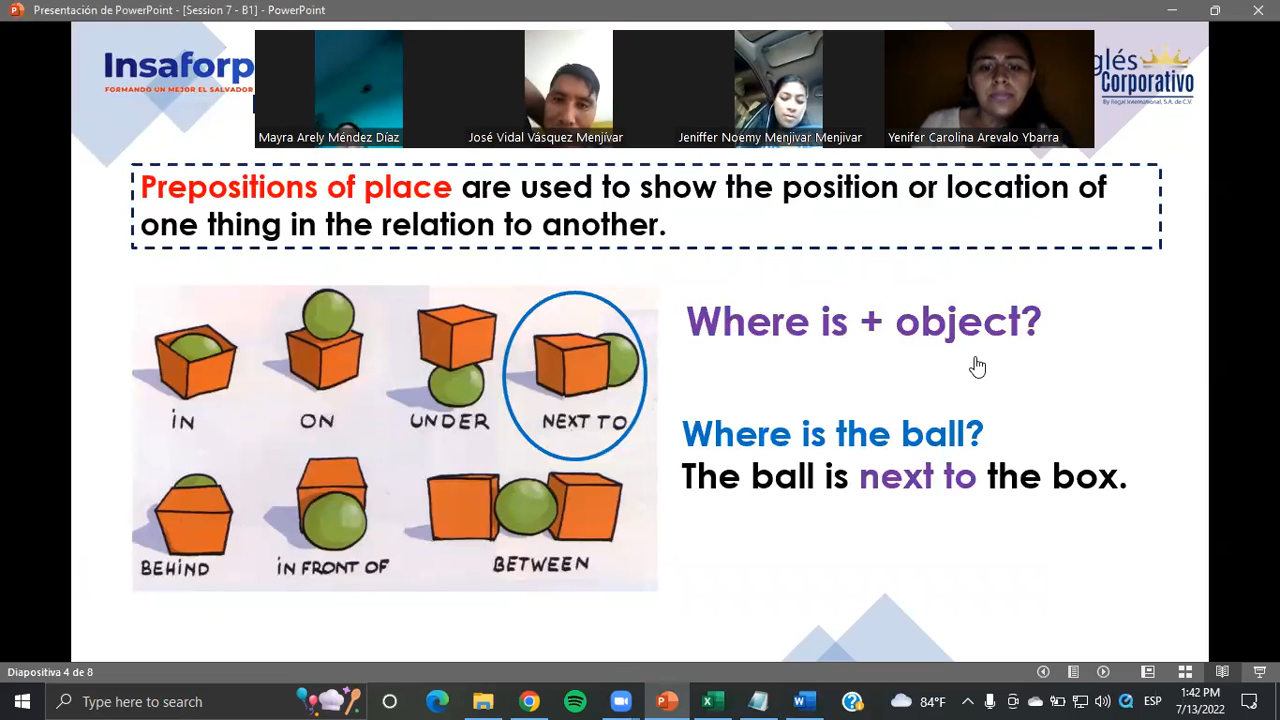 Presentación de PowerPoint - [Session 7 - B1] - PowerPoint
Insaforp
FORMANDO UN MEJOR EL SALVADOR
Mayra Arely Méndez Díaz
José Vidal Vásquez Menjívar
Jeniffer Noemy Menjivar Menjivar
Yenifer Carolina Arevalo Ybarra
glés
Corporativo
By Regal International, S.A. de C.V.
Prepositions of place are used to show the position or location of
one thing in the relation to another.
IN
ON
UNDER
NEXT TO
BEHIND
IN FRONT OF
BETWEEN
Where is + object?
Where is the ball?
The ball is next to the box.
Diapositiva 4 de 8
Type here to search
84°F
ESP
1:42 PM
7/13/2022